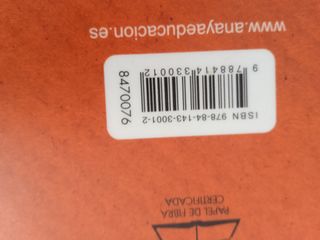 PAPEL DE FIBRA
CERTIFICADA
ISBN 978-84-143-3001-2
9 788414 330012
8470076
www.anayaeducacion.es